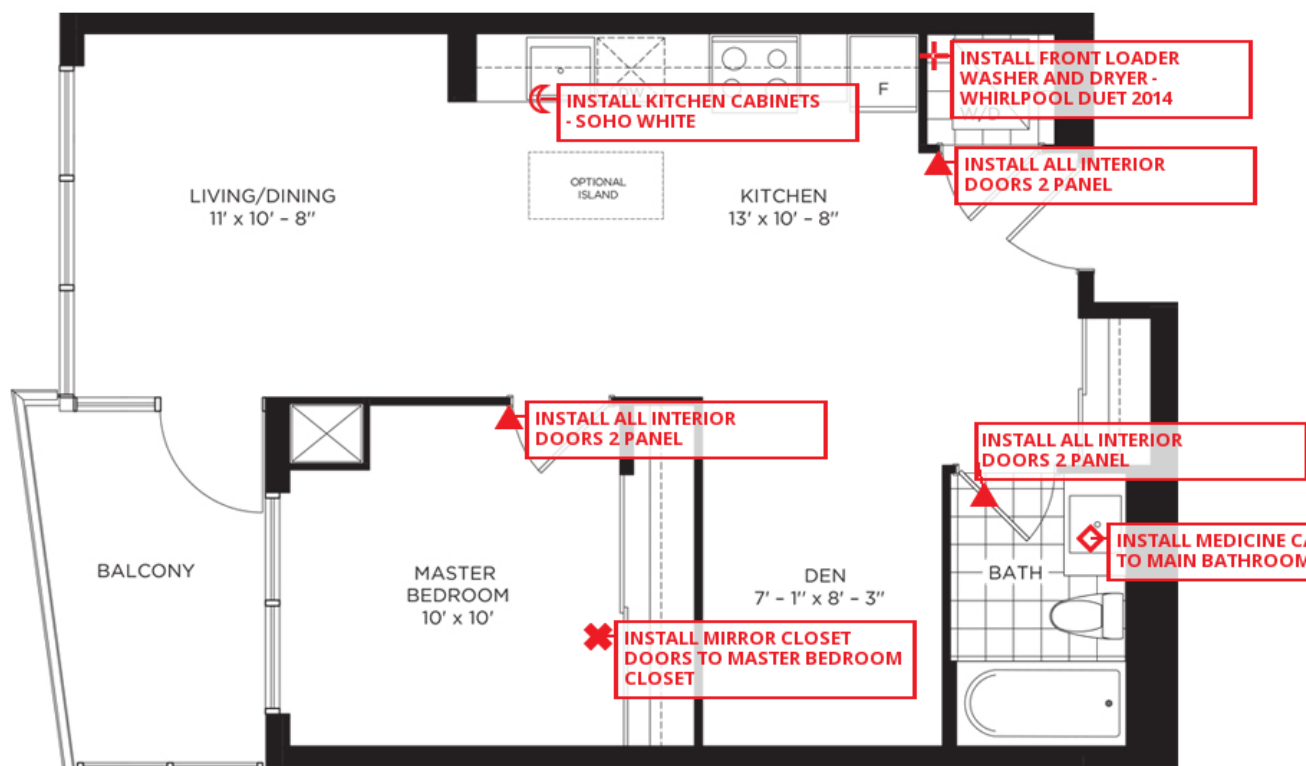 INSTALL FRONT LOADER
WASHER AND DRYER -
WHIRLPOOL DUET 2014
DW
F
INSTALL KITCHEN CABINETS
- SOHO WHITE
W/D
INSTALL ALL INTERIOR
DOORS 2 PANEL
OPTIONAL
ISLAND
LIVING/DINING
11' x 10' – 8"
KITCHEN
13' x 10' – 8"
INSTALL ALL INTERIOR
DOORS 2 PANEL
INSTALL ALL INTERIOR
DOORS 2 PANEL
INSTALL MEDICINE
TO MAIN BATHROOM
BALCONY
MASTER
BEDROOM
10' x 10'
DEN
7' – 1" x 8' – 3"
BATH
INSTALL MIRROR CLOSET
DOORS TO MASTER BEDROOM
CLOSET